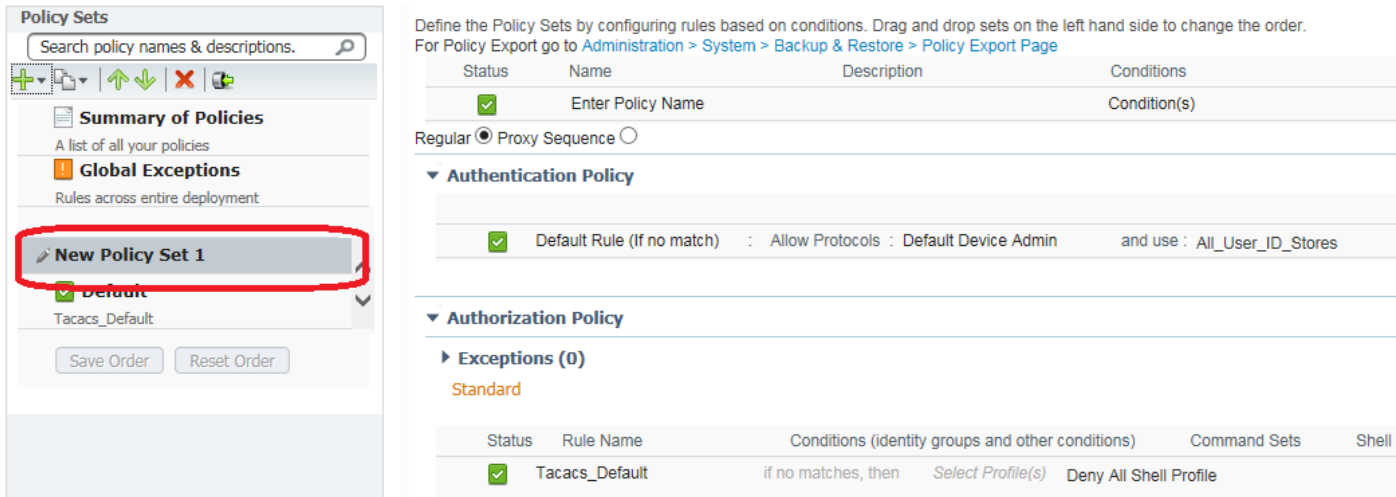 Policy Sets
Search policy names & descriptions.
Summary of Policies
A list of all your policies
Global Exceptions
Rules across entire deployment
New Policy Set 1
Default
Tacacs_Default
Save Order Reset Order
Define the Policy Sets by configuring rules based on conditions. Drag and drop sets on the left hand side to change the order.
For Policy Export go to Administration > System > Backup & Restore > Policy Export Page
Status Name Description Conditions
Enter Policy Name Condition(s)
Regular Proxy Sequence
Authentication Policy
Default Rule (If no match) : Allow Protocols : Default Device Admin and use : All_User_ID_Stores
Authorization Policy
Exceptions (0)
Standard
Status Rule Name Conditions (identity groups and other conditions) Command Sets Shell
Tacacs_Default if no matches, then Select Profile(s) Deny All Shell Profile